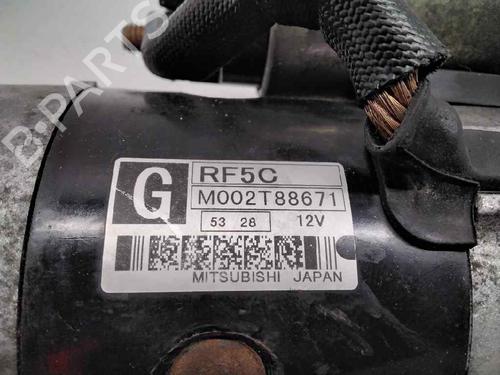 B-PARTS
G
RF5C
M002T88671
53 28 12V
MITSUBISHI JAPAN